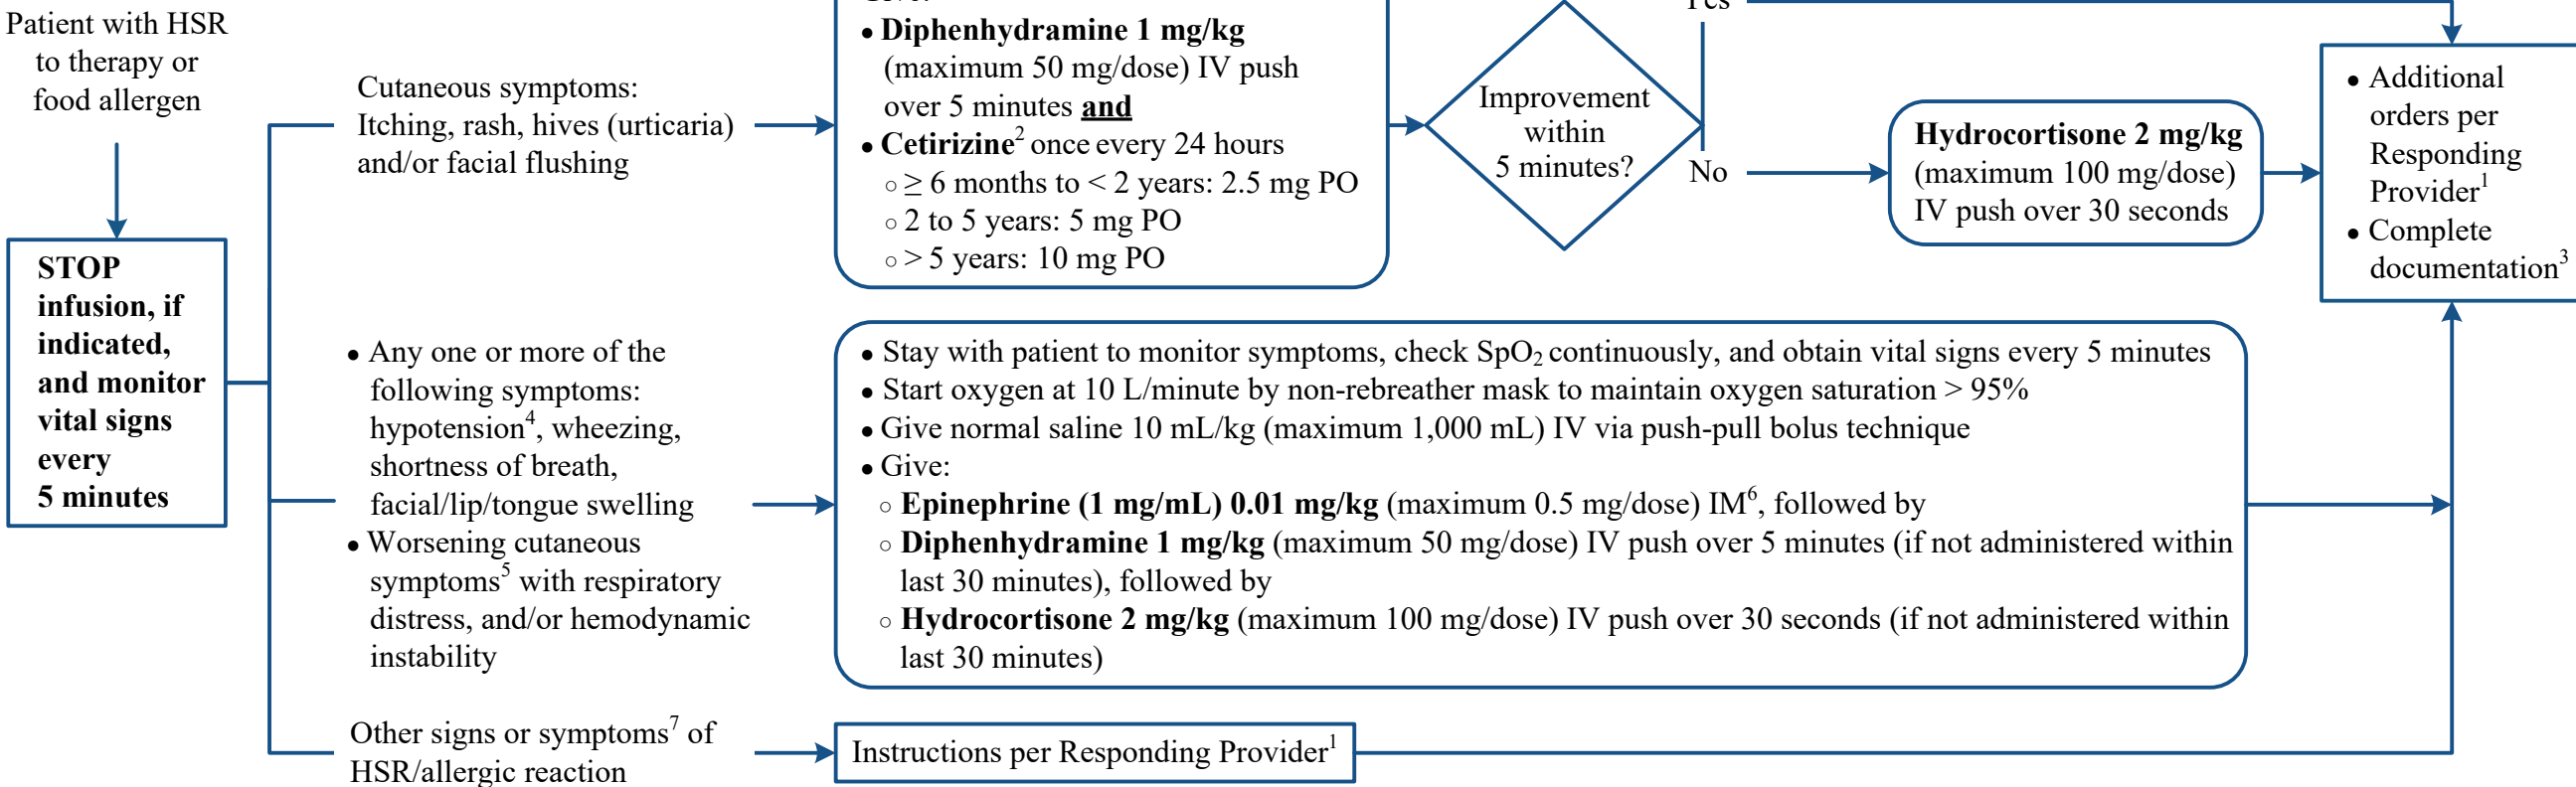 Patient with HSR
to therapy or
food allergen
STOP
infusion, if
indicated,
and monitor
vital signs
every
5 minutes
Cutaneous symptoms:
Itching, rash, hives (urticaria)
and/or facial flushing
• Diphenhydramine 1 mg/kg
(maximum 50 mg/dose) IV push
over 5 minutes and
• Cetirizine² once every 24 hours
○ ≥ 6 months to < 2 years: 2.5 mg PO
○ 2 to 5 years: 5 mg PO
○ > 5 years: 10 mg PO
Improvement
within
5 minutes?
Yes
No
Hydrocortisone 2 mg/kg
(maximum 100 mg/dose)
IV push over 30 seconds
• Additional
orders per
Responding
Provider¹
• Complete
documentation³
• Any one or more of the
following symptoms:
hypotension⁴, wheezing,
shortness of breath,
facial/lip/tongue swelling
• Worsening cutaneous
symptoms⁵ with respiratory
distress, and/or hemodynamic
instability
• Stay with patient to monitor symptoms, check SpO₂ continuously, and obtain vital signs every 5 minutes
• Start oxygen at 10 L/minute by non-rebreather mask to maintain oxygen saturation > 95%
• Give normal saline 10 mL/kg (maximum 1,000 mL) IV via push-pull bolus technique
• Give:
○ Epinephrine (1 mg/mL) 0.01 mg/kg (maximum 0.5 mg/dose) IM⁶, followed by
○ Diphenhydramine 1 mg/kg (maximum 50 mg/dose) IV push over 5 minutes (if not administered within
last 30 minutes), followed by
○ Hydrocortisone 2 mg/kg (maximum 100 mg/dose) IV push over 30 seconds (if not administered within
last 30 minutes)
Other signs or symptoms⁷ of
HSR/allergic reaction
Instructions per Responding Provider¹